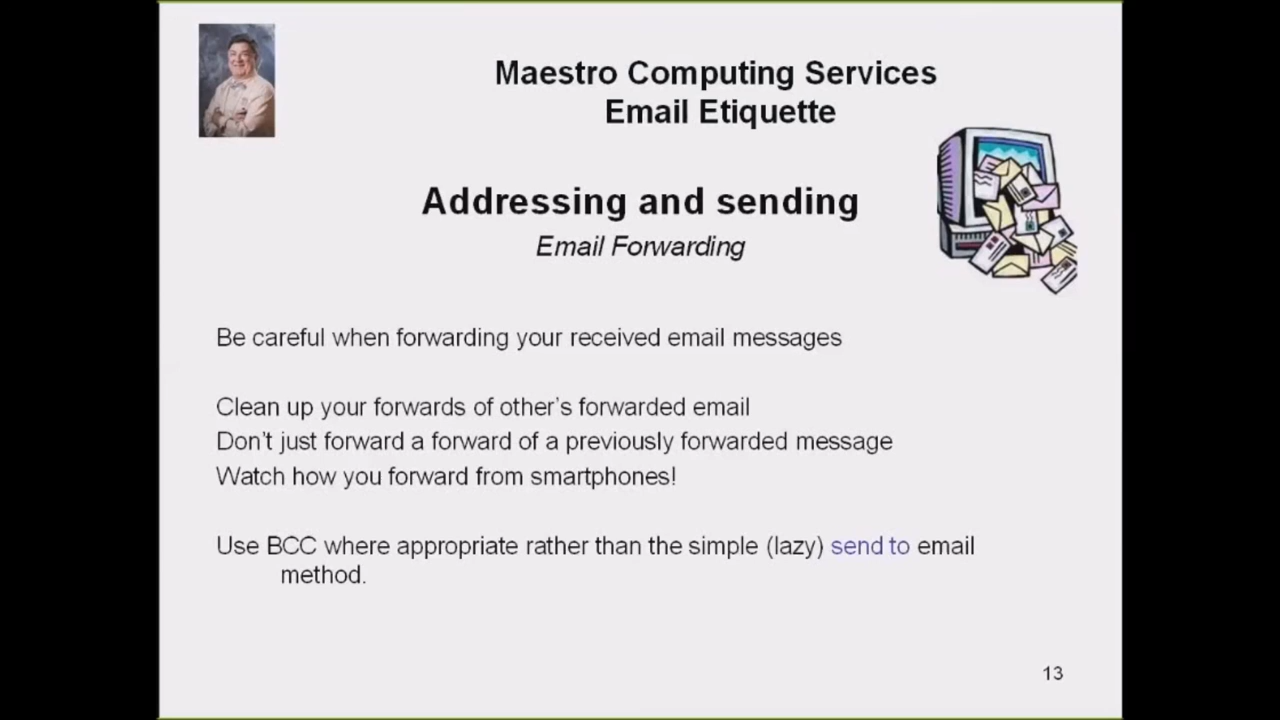 Maestro Computing Services
Email Etiquette
Addressing and sending
Email Forwarding
Be careful when forwarding your received email messages
Clean up your forwards of other's forwarded email
Don't just forward a forward of a previously forwarded message
Watch how you forward from smartphones!
Use BCC where appropriate rather than the simple (lazy) send to email
method.
13